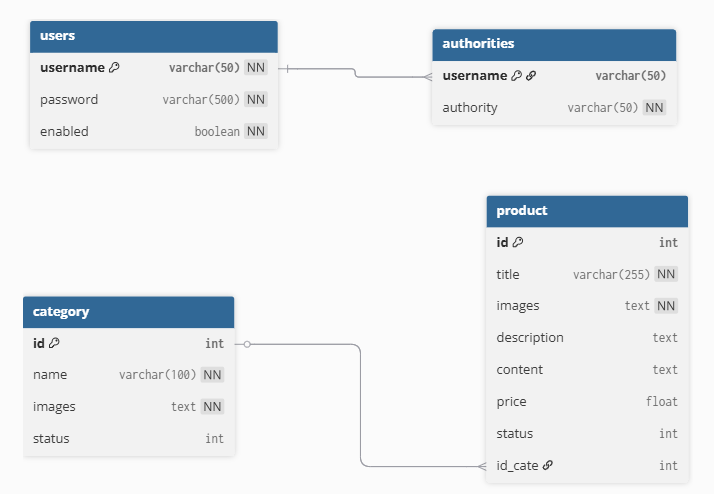 users
username varchar(50) NN
password varchar(500) NN
enabled boolean NN
authorities
username varchar(50)
authority varchar(50) NN
product
id int
title varchar(255) NN
images text NN
description text
content text
price float
status int
id_cate int
category
id int
name varchar(100) NN
images text NN
status int